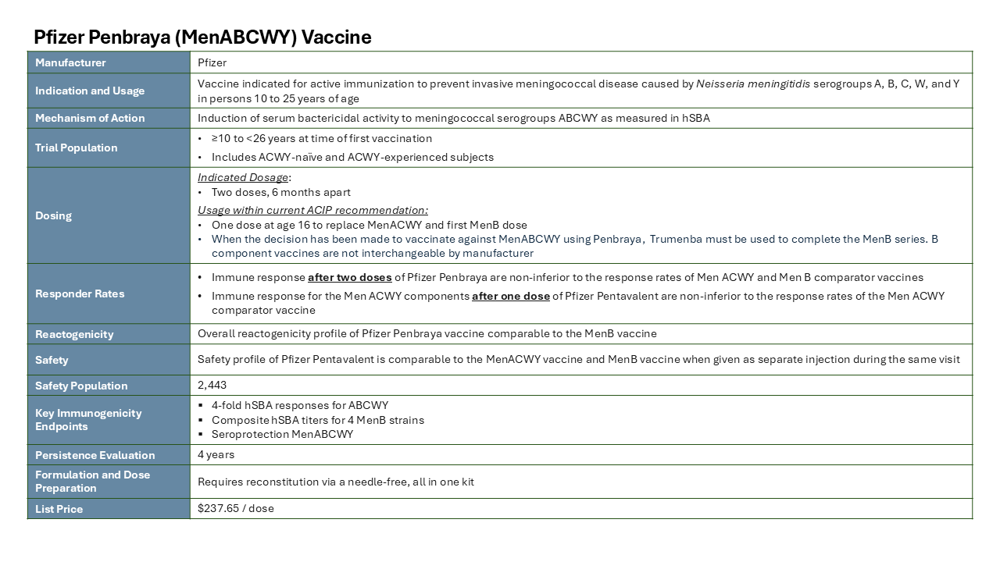 Pfizer Penbraya (MenABCWY) Vaccine
Manufacturer
Pfizer
Indication and Usage
Vaccine indicated for active immunization to prevent invasive meningococcal disease caused by Neisseria meningitidis serogroups A, B, C, W, and Y
in persons 10 to 25 years of age
Mechanism of Action
Induction of serum bactericidal activity to meningococcal serogroups ABCWY as measured in hSBA
Trial Population
• ≥10 to <26 years at time of first vaccination
• Includes ACWY-naïve and ACWY-experienced subjects
Dosing
Indicated Dosage:
• Two doses, 6 months apart
Usage within current ACIP recommendation:
• One dose at age 16 to replace MenACWY and first MenB dose
• When the decision has been made to vaccinate against MenABCWY using Penbraya, Trumenba must be used to complete the MenB series. B
component vaccines are not interchangeable by manufacturer
Responder Rates
• Immune response after two doses of Pfizer Penbraya are non-inferior to the response rates of Men ACWY and Men B comparator vaccines
• Immune response for the Men ACWY components after one dose of Pfizer Pentavalent are non-inferior to the response rates of the Men ACWY
comparator vaccine
Reactogenicity
Overall reactogenicity profile of Pfizer Penbraya vaccine comparable to the MenB vaccine
Safety
Safety profile of Pfizer Pentavalent is comparable to the MenACWY vaccine and MenB vaccine when given as separate injection during the same visit
Safety Population
2,443
Key Immunogenicity
Endpoints
▪ 4-fold hSBA responses for ABCWY
▪ Composite hSBA titers for 4 MenB strains
▪ Seroprotection MenABCWY
Persistence Evaluation
4 years
Formulation and Dose
Preparation
Requires reconstitution via a needle-free, all in one kit
List Price
$237.65 / dose